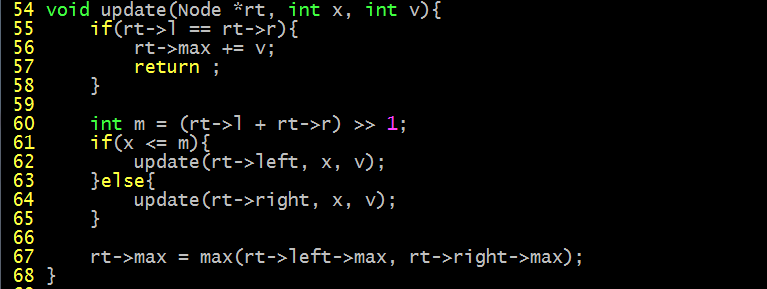 54 void update(Node *rt, int x, int v){
55     if(rt->l == rt->r){
56         rt->max += v;
57         return ;
58     }
59
60     int m = (rt->l + rt->r) >> 1;
61     if(x <= m){
62         update(rt->left, x, v);
63     }else{
64         update(rt->right, x, v);
65     }
66
67     rt->max = max(rt->left->max, rt->right->max);
68 }